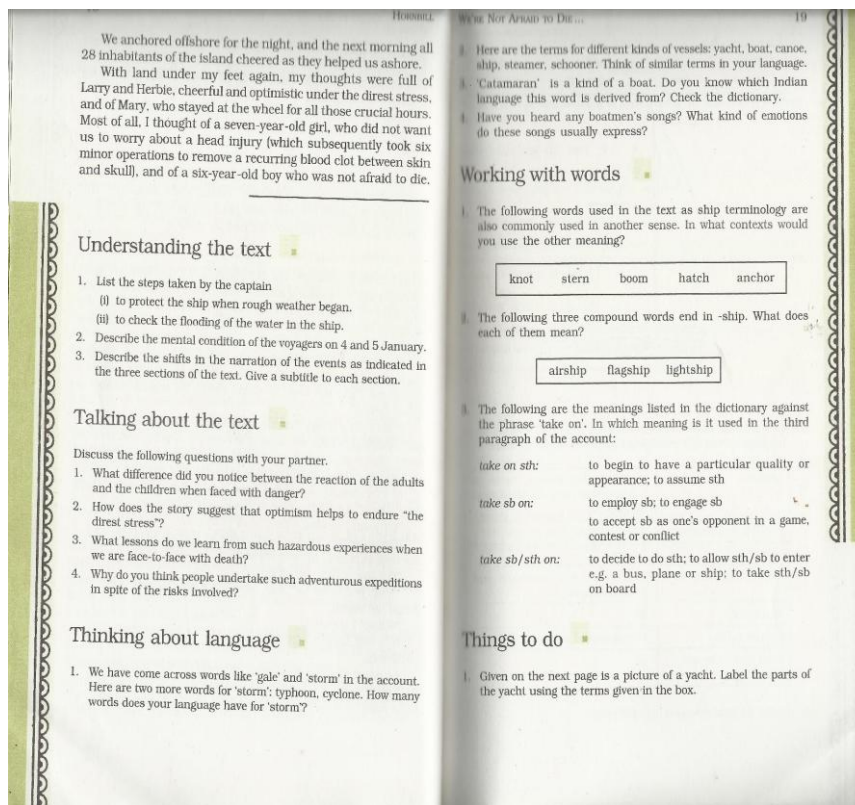 HORNBILL
We anchored offshore for the night, and the next morning all
28 inhabitants of the island cheered as they helped us ashore.
With land under my feet again, my thoughts were full of
Larry and Herbie, cheerful and optimistic under the direst stress,
and of Mary, who stayed at the wheel for all those crucial hours.
Most of all, I thought of a seven-year-old girl, who did not want
us to worry about a head injury (which subsequently took six
minor operations to remove a recurring blood clot between skin
and skull), and of a six-year-old boy who was not afraid to die.
Understanding the text
1. List the steps taken by the captain
(i) to protect the ship when rough weather began.
(ii) to check the flooding of the water in the ship.
2. Describe the mental condition of the voyagers on 4 and 5 January.
3. Describe the shifts in the narration of the events as indicated in
the three sections of the text. Give a subtitle to each section.
Talking about the text
Discuss the following questions with your partner.
1. What difference did you notice between the reaction of the adults
and the children when faced with danger?
2. How does the story suggest that optimism helps to endure "the
direst stress"?
3. What lessons do we learn from such hazardous experiences when
we are face-to-face with death?
4. Why do you think people undertake such adventurous expeditions
in spite of the risks involved?
Thinking about language
1. We have come across words like 'gale' and 'storm' in the account.
Here are two more words for 'storm': typhoon, cyclone. How many
words does your language have for 'storm'?
WE'RE NOT AFRAID TO DIE... 19
Here are the terms for different kinds of vessels: yacht, boat, canoe,
ship, steamer, schooner. Think of similar terms in your language.
'Catamaran' is a kind of a boat. Do you know which Indian
language this word is derived from? Check the dictionary.
Have you heard any boatmen's songs? What kind of emotions
do these songs usually express?
Working with words
1. The following words used in the text as ship terminology are
also commonly used in another sense. In what contexts would
you use the other meaning?
knot stern boom hatch anchor
The following three compound words end in -ship. What does
each of them mean?
airship flagship lightship
The following are the meanings listed in the dictionary against
the phrase 'take on'. In which meaning is it used in the third
paragraph of the account:
take on sth: to begin to have a particular quality or
appearance; to assume sth
take sb on: to employ sb; to engage sb
to accept sb as one's opponent in a game,
contest or conflict
take sb/sth on: to decide to do sth; to allow sth/sb to enter
e.g. a bus, plane or ship; to take sth/sb
on board
Things to do
1. Given on the next page is a picture of a yacht. Label the parts of
the yacht using the terms given in the box.